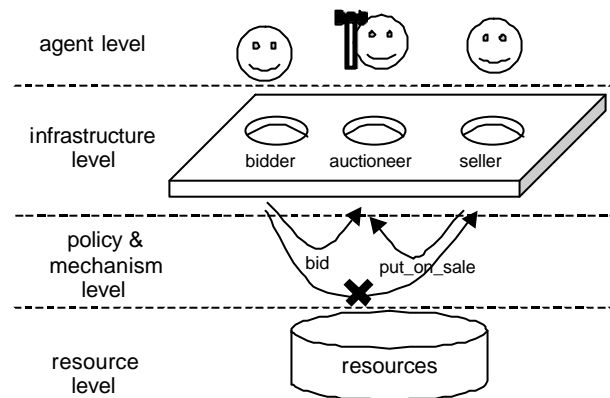 agent level
infrastructure
level
bidder auctioneer seller
policy &
mechanism
level
bid put_on_sale
resource
level
resources